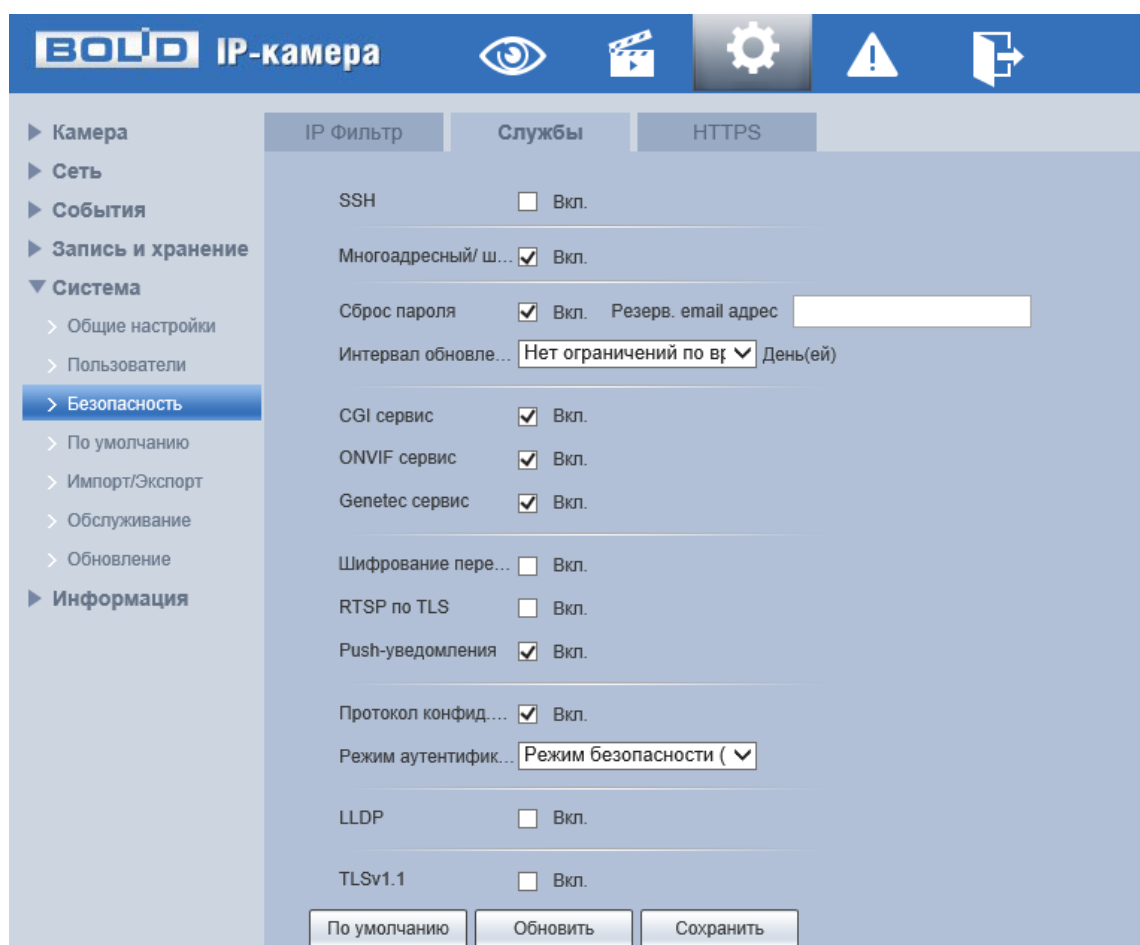 BOLID IP-камера
Камера
Сеть
События
Запись и хранение
Система
Общие настройки
Пользователи
Безопасность
По умолчанию
Импорт/Экспорт
Обслуживание
Обновление
Информация
IP Фильтр Службы HTTPS
SSH Вкл.
Многоадресный/ ш... Вкл.
Сброс пароля Вкл. Резерв. email адрес
Интервал обновле... Нет ограничений по вр День(ей)
CGI сервис Вкл.
ONVIF сервис Вкл.
Genetec сервис Вкл.
Шифрование пере... Вкл.
RTSP по TLS Вкл.
Push-уведомления Вкл.
Протокол конфид.... Вкл.
Режим аутентифик... Режим безопасности (
LLDP Вкл.
TLSv1.1 Вкл.
По умолчанию Обновить Сохранить